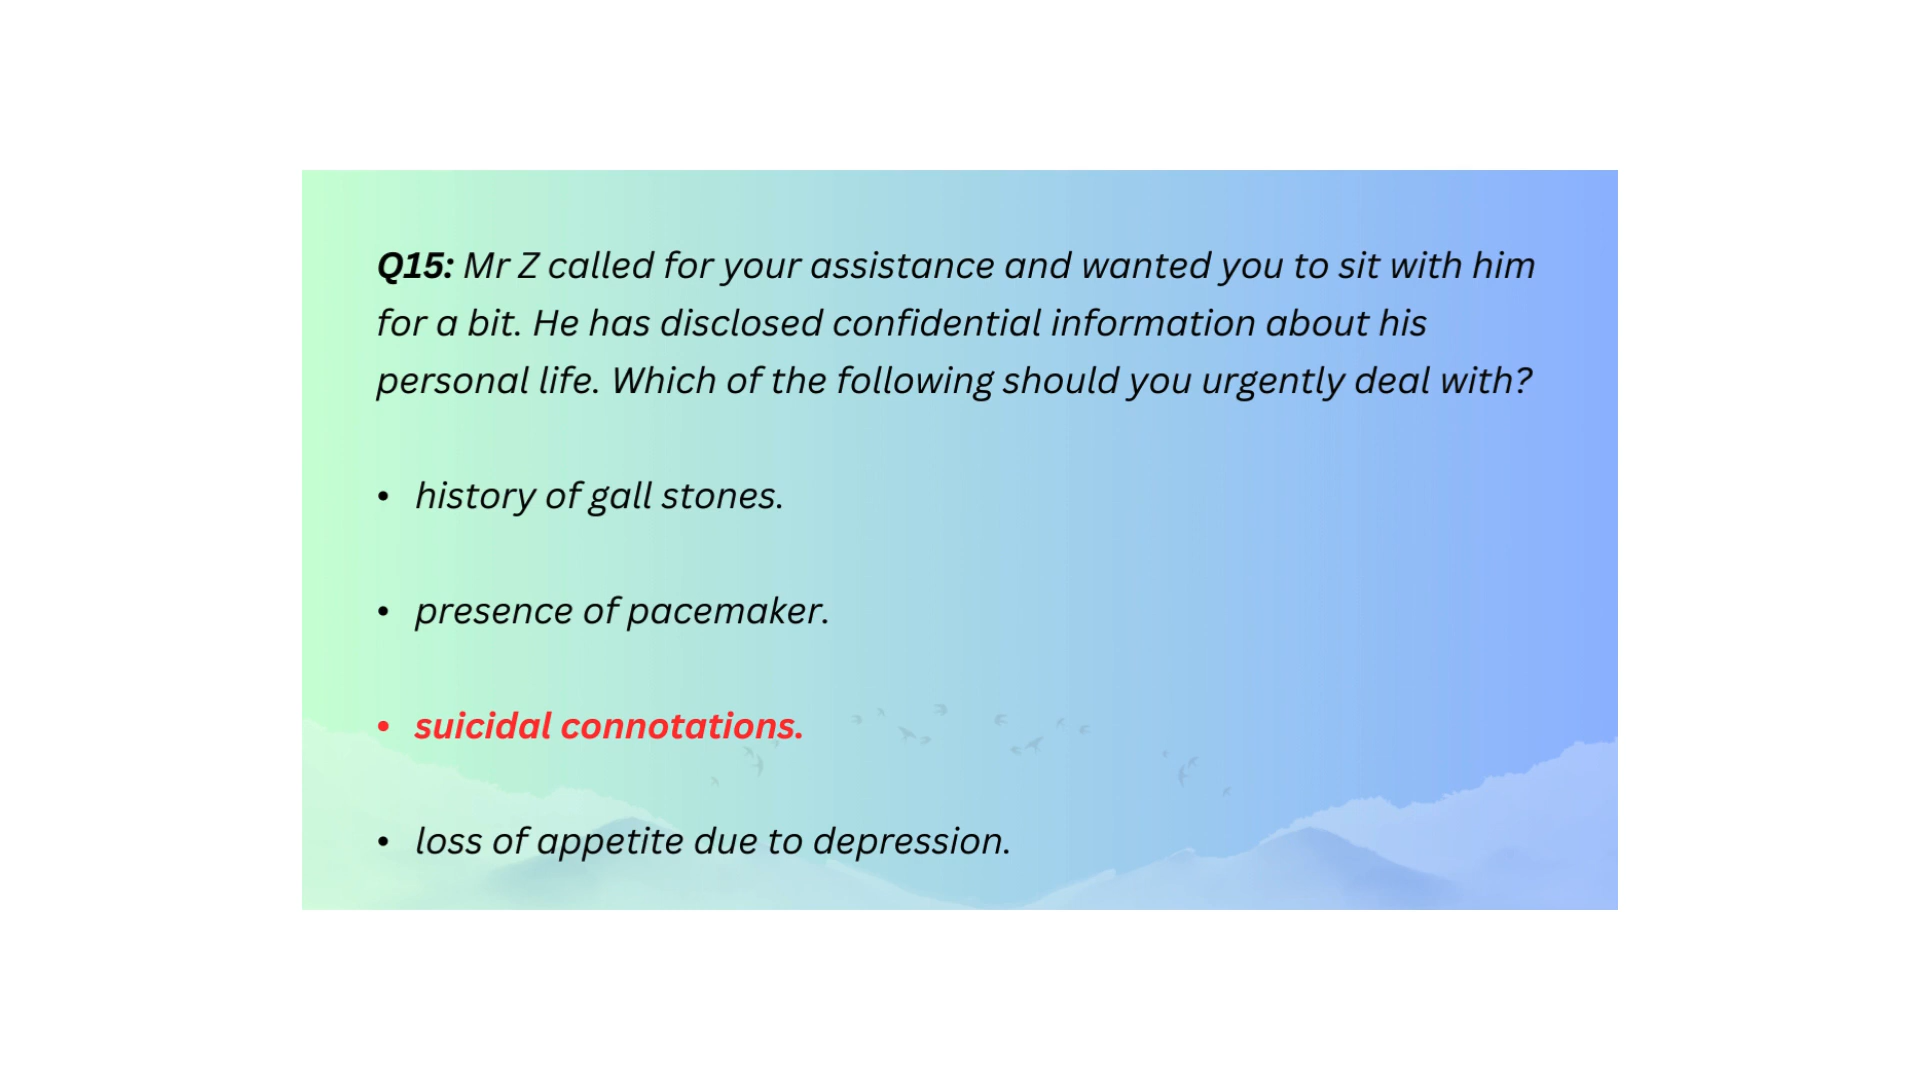 Q15: Mr Z called for your assistance and wanted you to sit with him
for a bit. He has disclosed confidential information about his
personal life. Which of the following should you urgently deal with?
• history of gall stones.
• presence of pacemaker.
• suicidal connotations.
• loss of appetite due to depression.